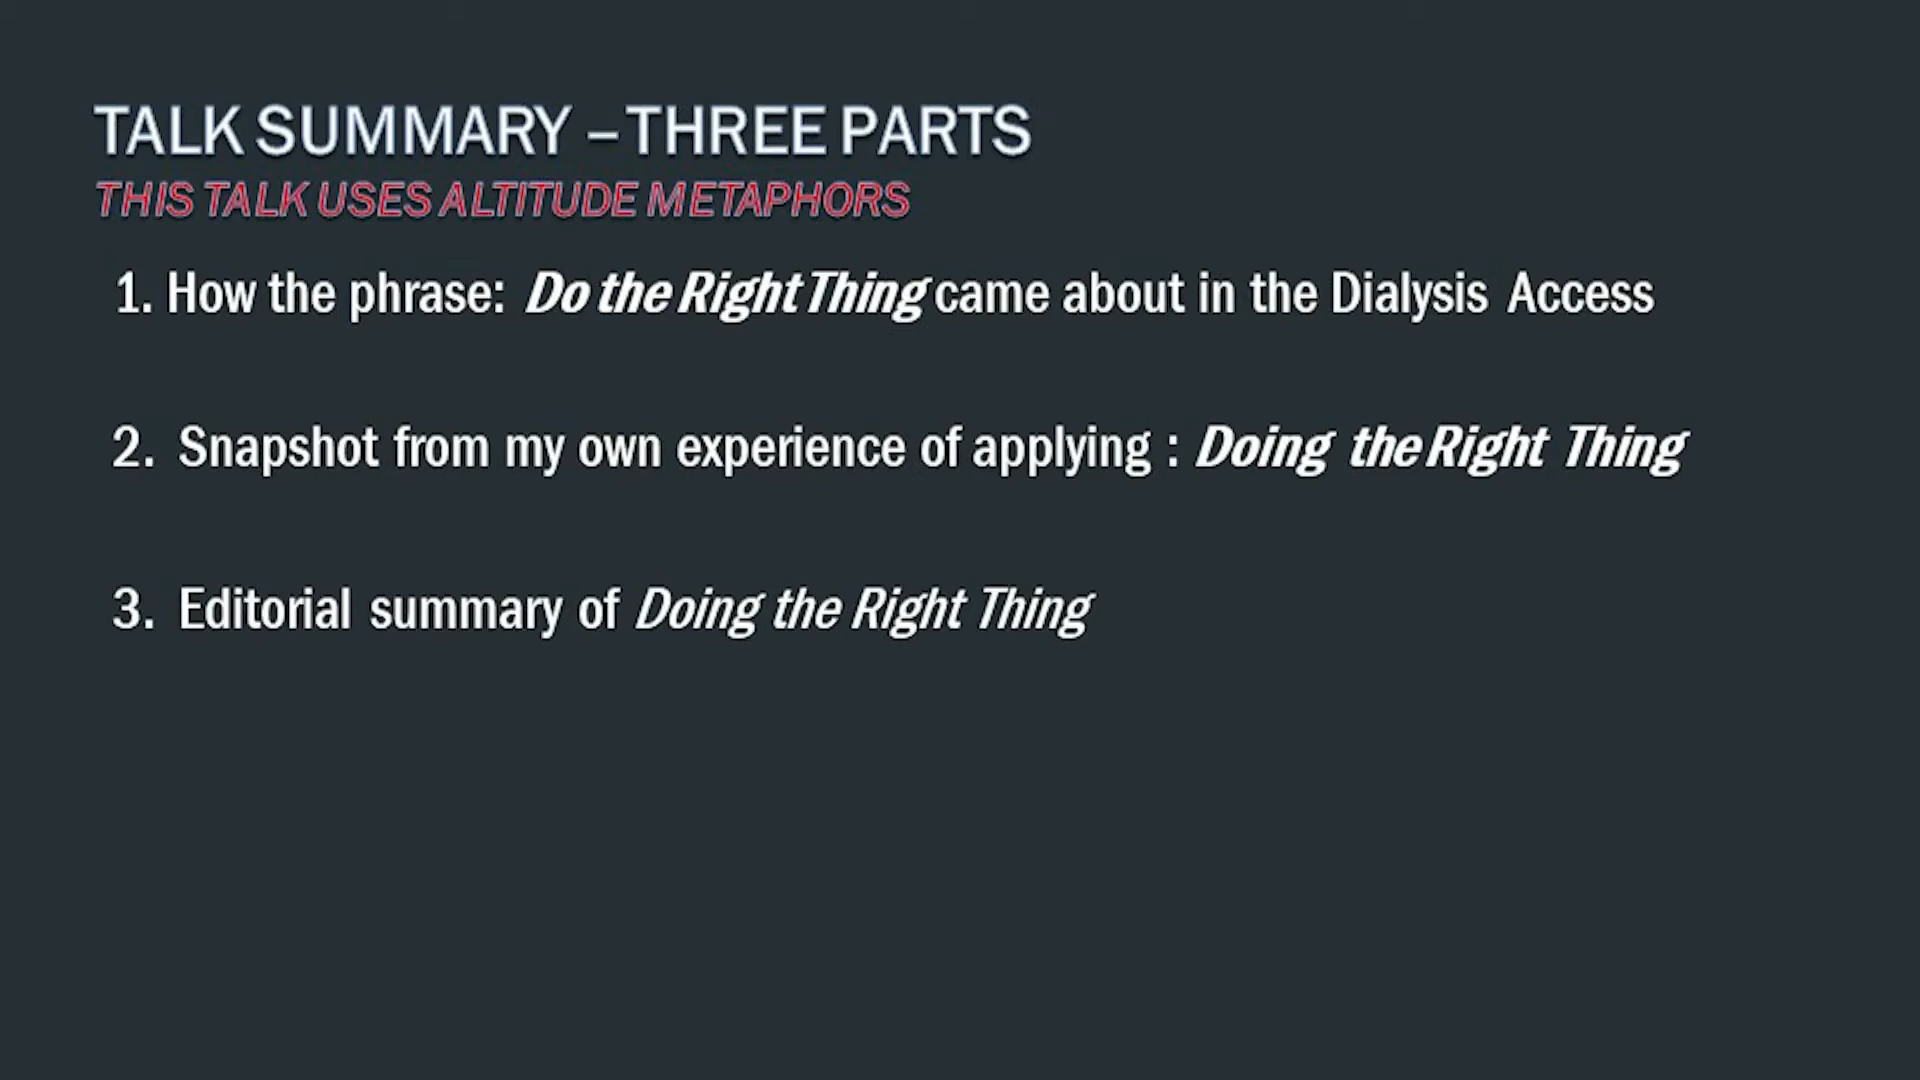 TALK SUMMARY – THREE PARTS
THIS TALK USES ALTITUDE METAPHORS
1. How the phrase: Do the Right Thing came about in the Dialysis Access
2. Snapshot from my own experience of applying : Doing the Right Thing
3. Editorial summary of Doing the Right Thing